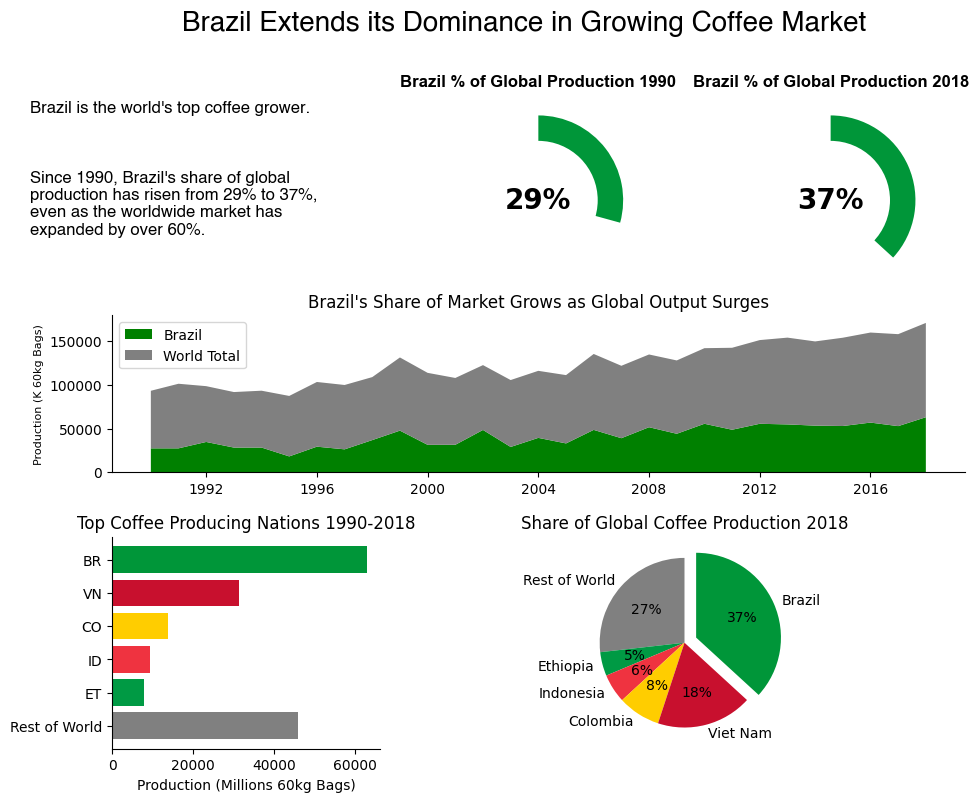 Brazil Extends its Dominance in Growing Coffee Market
Brazil is the world's top coffee grower.
Since 1990, Brazil's share of global
production has risen from 29% to 37%,
even as the worldwide market has
expanded by over 60%.
Brazil % of Global Production 1990
29%
Brazil % of Global Production 2018
37%
Brazil's Share of Market Grows as Global Output Surges
Production (K 60kg Bags)
150000
100000
50000
0
Brazil
World Total
1992
1996
2000
2004
2008
2012
2016
Top Coffee Producing Nations 1990-2018
BR
VN
CO
ID
ET
Rest of World
0
20000
40000
60000
Production (Millions 60kg Bags)
Share of Global Coffee Production 2018
Rest of World
27%
37%
Brazil
Ethiopia
5%
Indonesia
6%
Colombia
8%
18%
Viet Nam